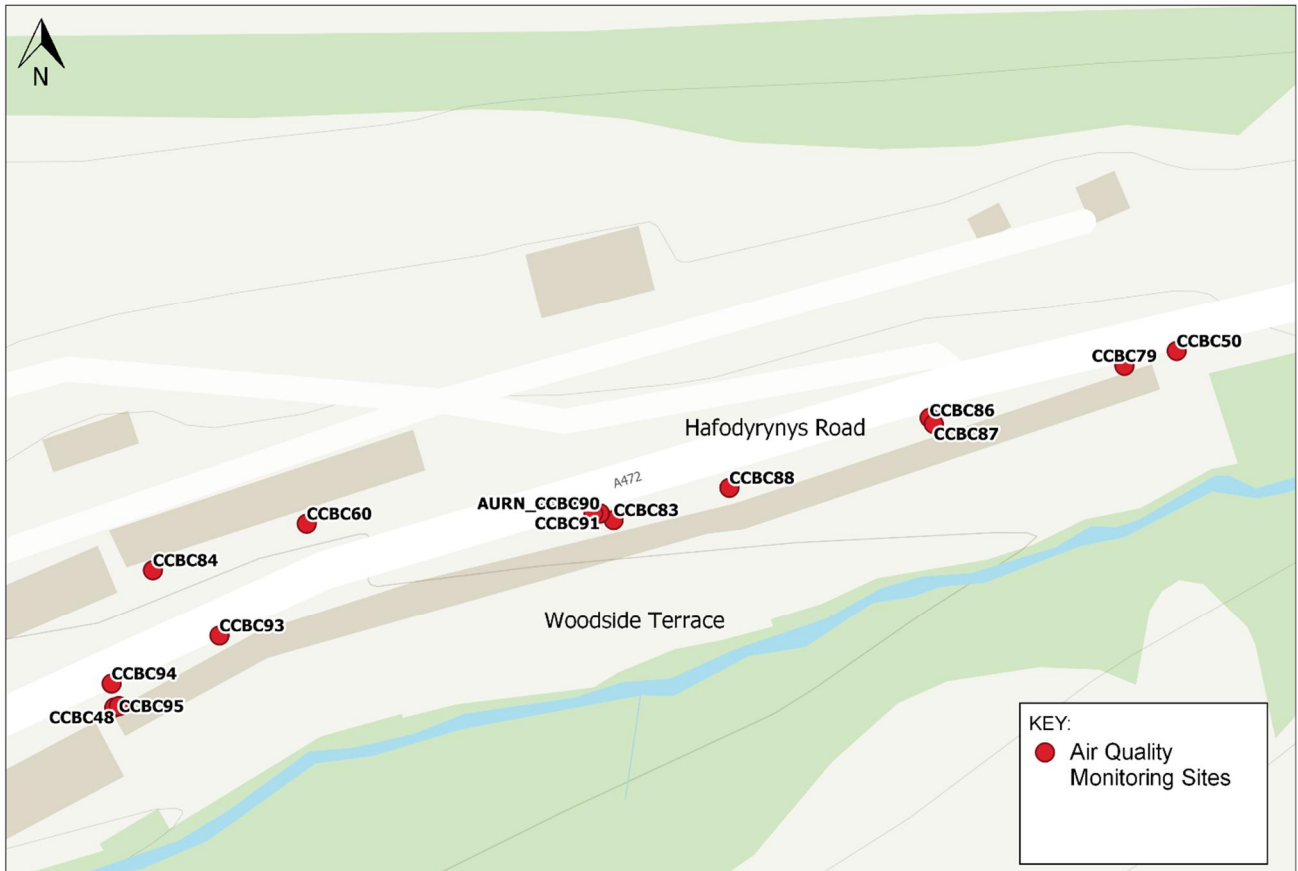 N
CCBC50
CCBC79
CCBC86
Hafodyrynys Road
CCBC87
A472
CCBC88
AURN_CCBC90
CCBC83
CCBC91
CCBC60
CCBC84
Woodside Terrace
CCBC93
CCBC94
CCBC95
CCBC48
KEY:
Air Quality
Monitoring Sites